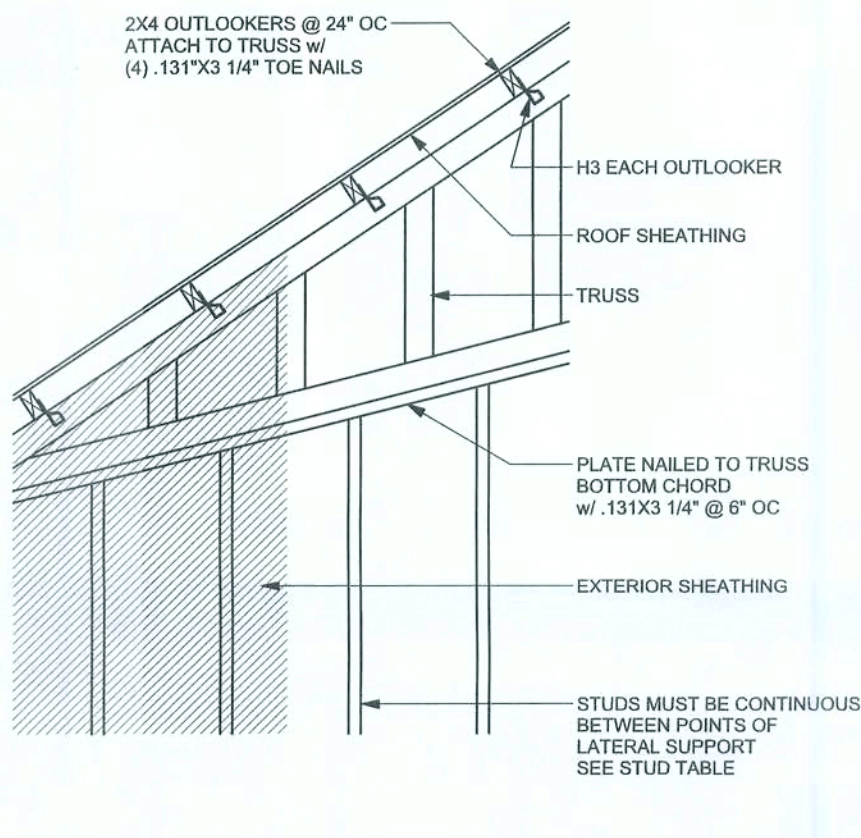 2X4 OUTLOOKERS @ 24" OC
ATTACH TO TRUSS w/
(4) .131"X3 1/4" TOE NAILS
H3 EACH OUTLOOKER
ROOF SHEATHING
TRUSS
PLATE NAILED TO TRUSS
BOTTOM CHORD
w/ .131X3 1/4" @ 6" OC
EXTERIOR SHEATHING
STUDS MUST BE CONTINUOUS
BETWEEN POINTS OF
LATERAL SUPPORT
SEE STUD TABLE